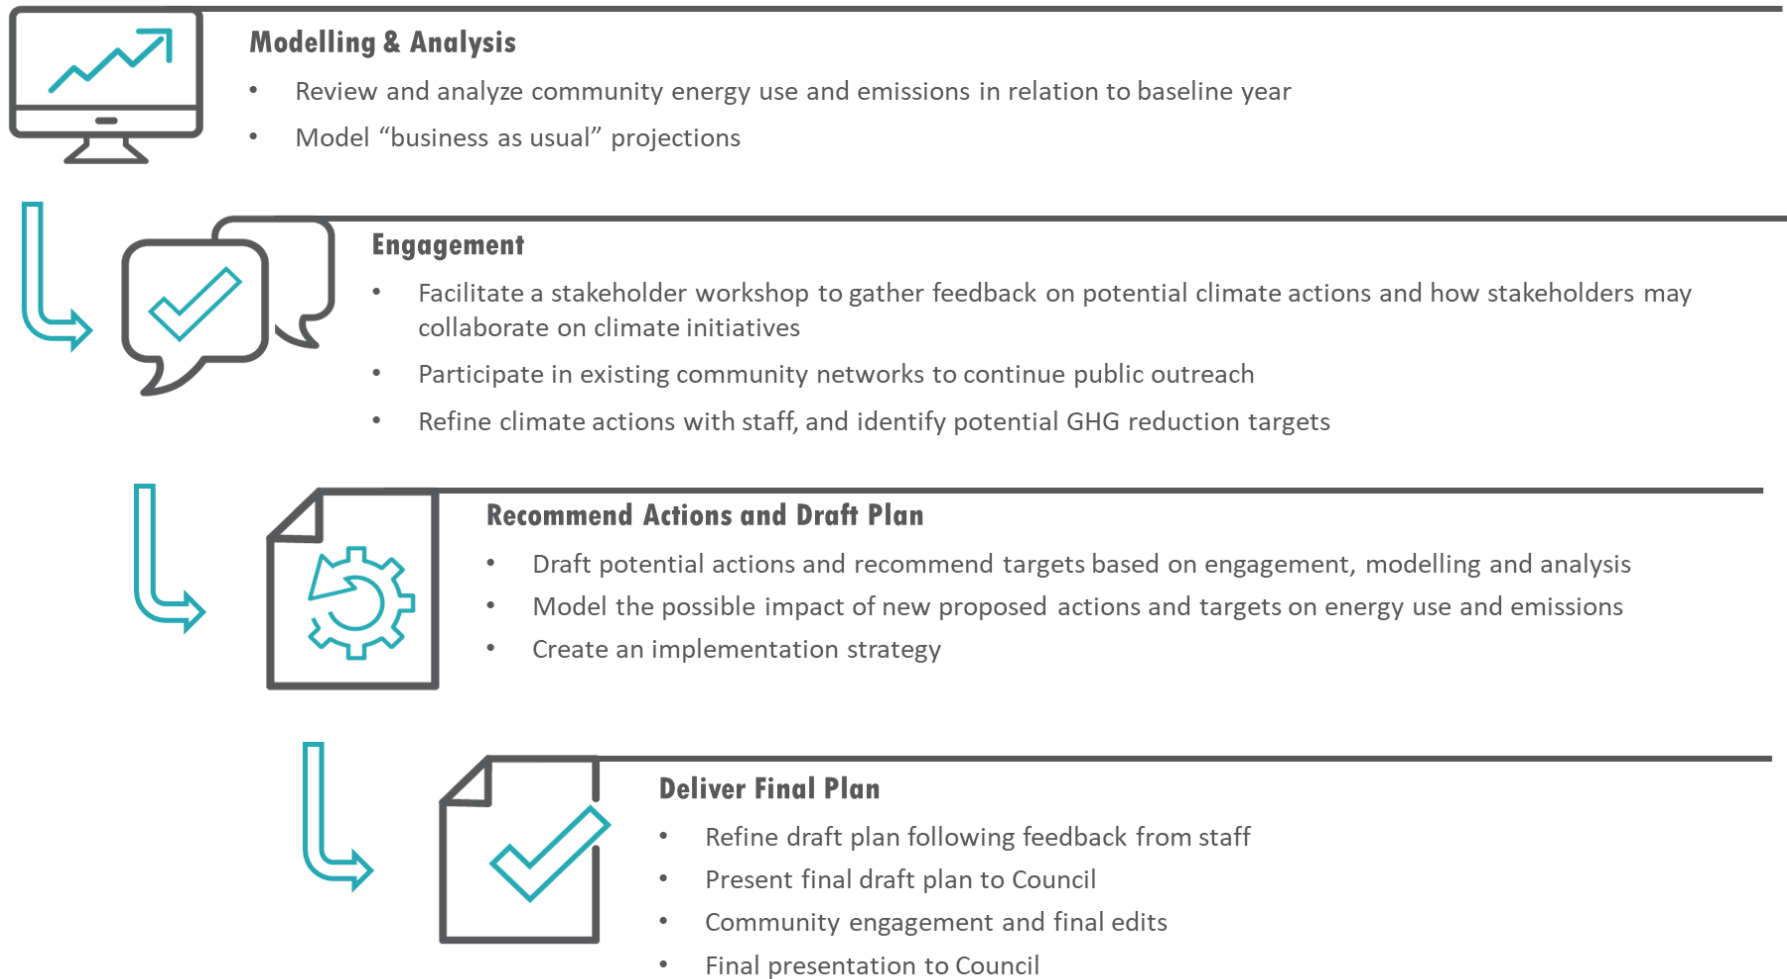 Modelling & Analysis
• Review and analyze community energy use and emissions in relation to baseline year
• Model “business as usual” projections
Engagement
• Facilitate a stakeholder workshop to gather feedback on potential climate actions and how stakeholders may
collaborate on climate initiatives
• Participate in existing community networks to continue public outreach
• Refine climate actions with staff, and identify potential GHG reduction targets
Recommend Actions and Draft Plan
• Draft potential actions and recommend targets based on engagement, modelling and analysis
• Model the possible impact of new proposed actions and targets on energy use and emissions
• Create an implementation strategy
Deliver Final Plan
• Refine draft plan following feedback from staff
• Present final draft plan to Council
• Community engagement and final edits
• Final presentation to Council